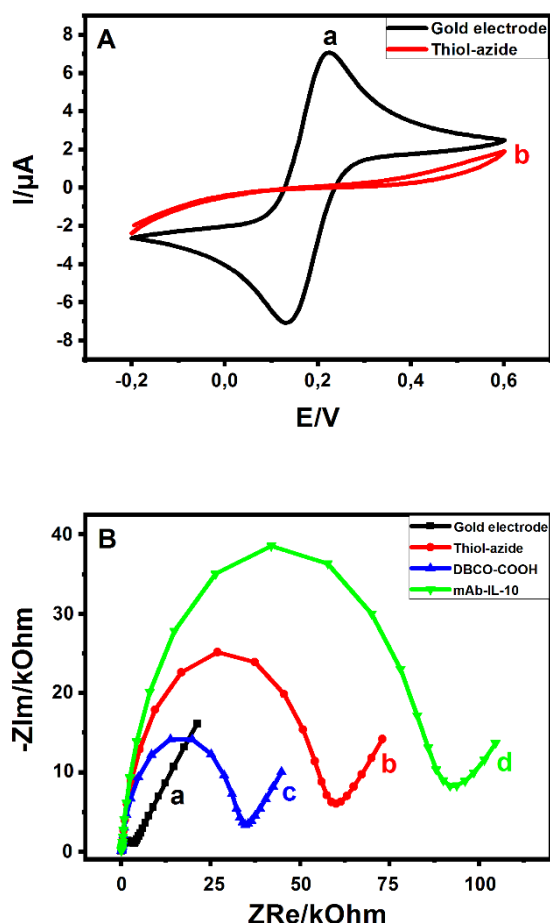 A
a
Gold electrode
Thiol-azide
b
8
6
4
2
0
-2
-4
-6
-8
I/µA
-0,2 0,0 0,2 0,4 0,6
E/V
B
Gold electrode
Thiol-azide
DBCO-COOH
mAb-IL-10
40
30
20
10
0
-ZIm/kOhm
a
b
c
d
0 25 50 75 100
ZRe/kOhm